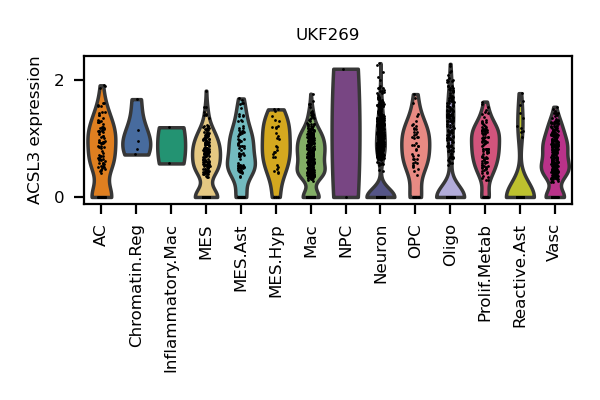 UKF269
ACSL3 expression
2
0
AC
Chromatin.Reg
Inflammatory.Mac
MES
MES.Ast
MES.Hyp
Mac
NPC
Neuron
OPC
Oligo
Prolif.Metab
Reactive.Ast
Vasc